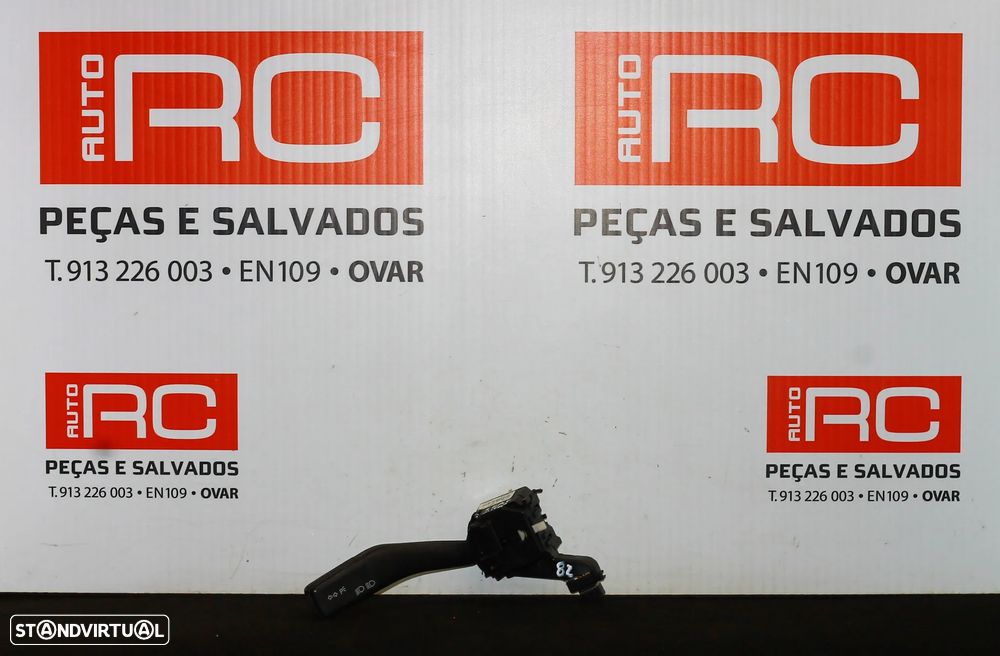 AUTO RC
PEÇAS E SALVADOS
T. 913 226 003 • EN109 • OVAR
AUTO RC
PEÇAS E SALVADOS
T. 913 226 003 • EN109 • OVAR
AUTO RC
PEÇAS E SALVADOS
T. 913 226 003 • EN109 • OVAR
AUTO RC
PEÇAS E SALVADOS
T. 913 226 003 • EN109 • OVAR
82
STANDVIRTUAL